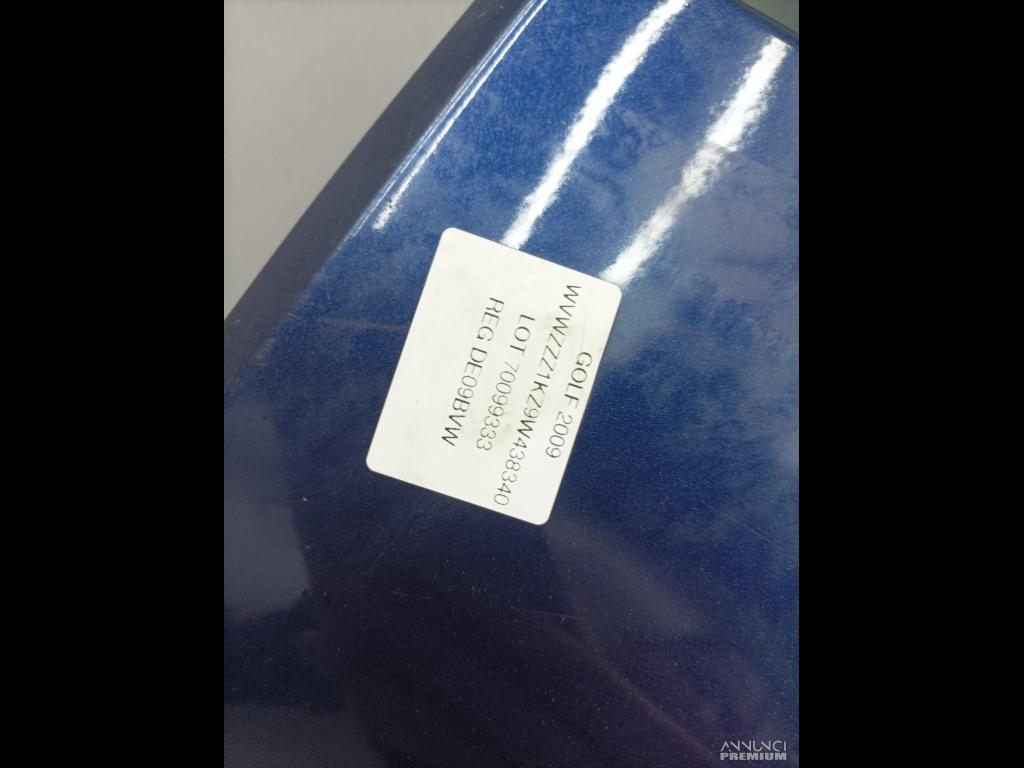 GOLF 2009
WVWZZZ1KZ9W438340
LOT 70099333
REG DE09BVW
ANNUNCI
PREMIUM